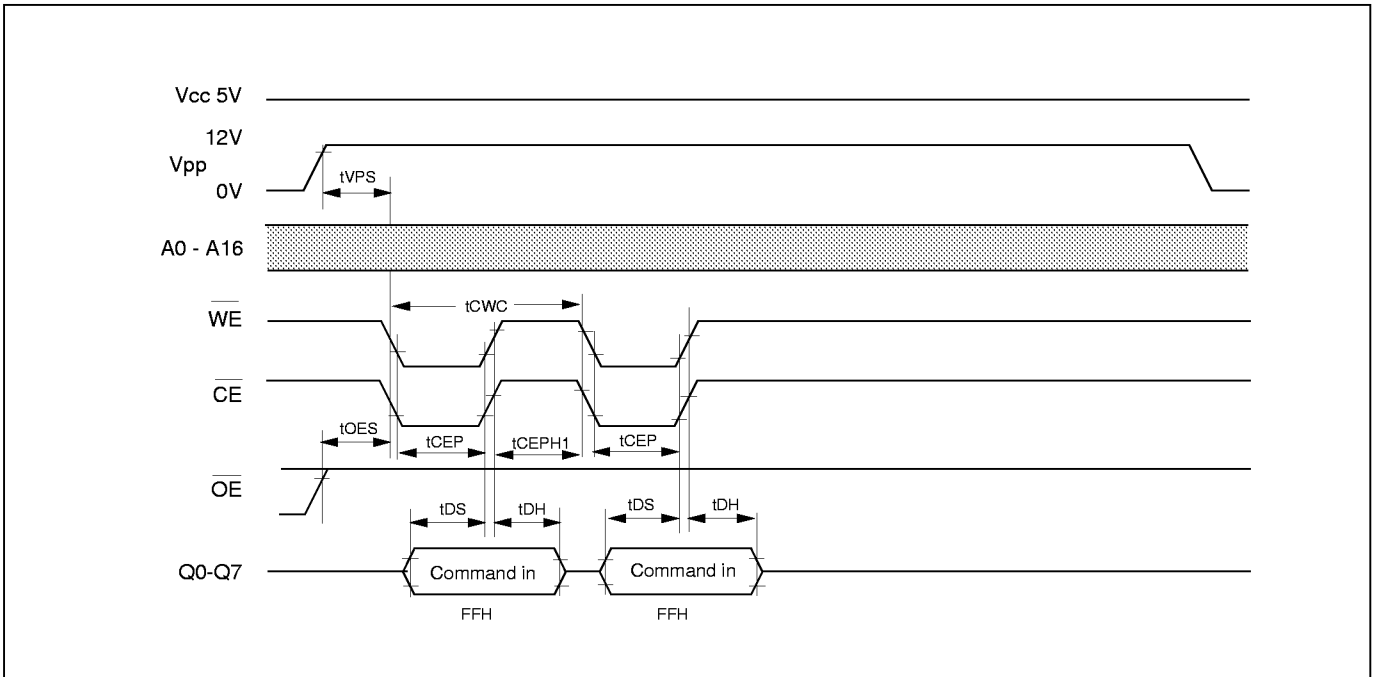 Vcc 5V
12V
Vpp
0V
tVPS
A0 - A16
tCWC
WE
CE
tOES
tCEP
tCEPH1
tCEP
OE
tDS
tDH
tDS
tDH
Q0-Q7
Command in
Command in
FFH
FFH